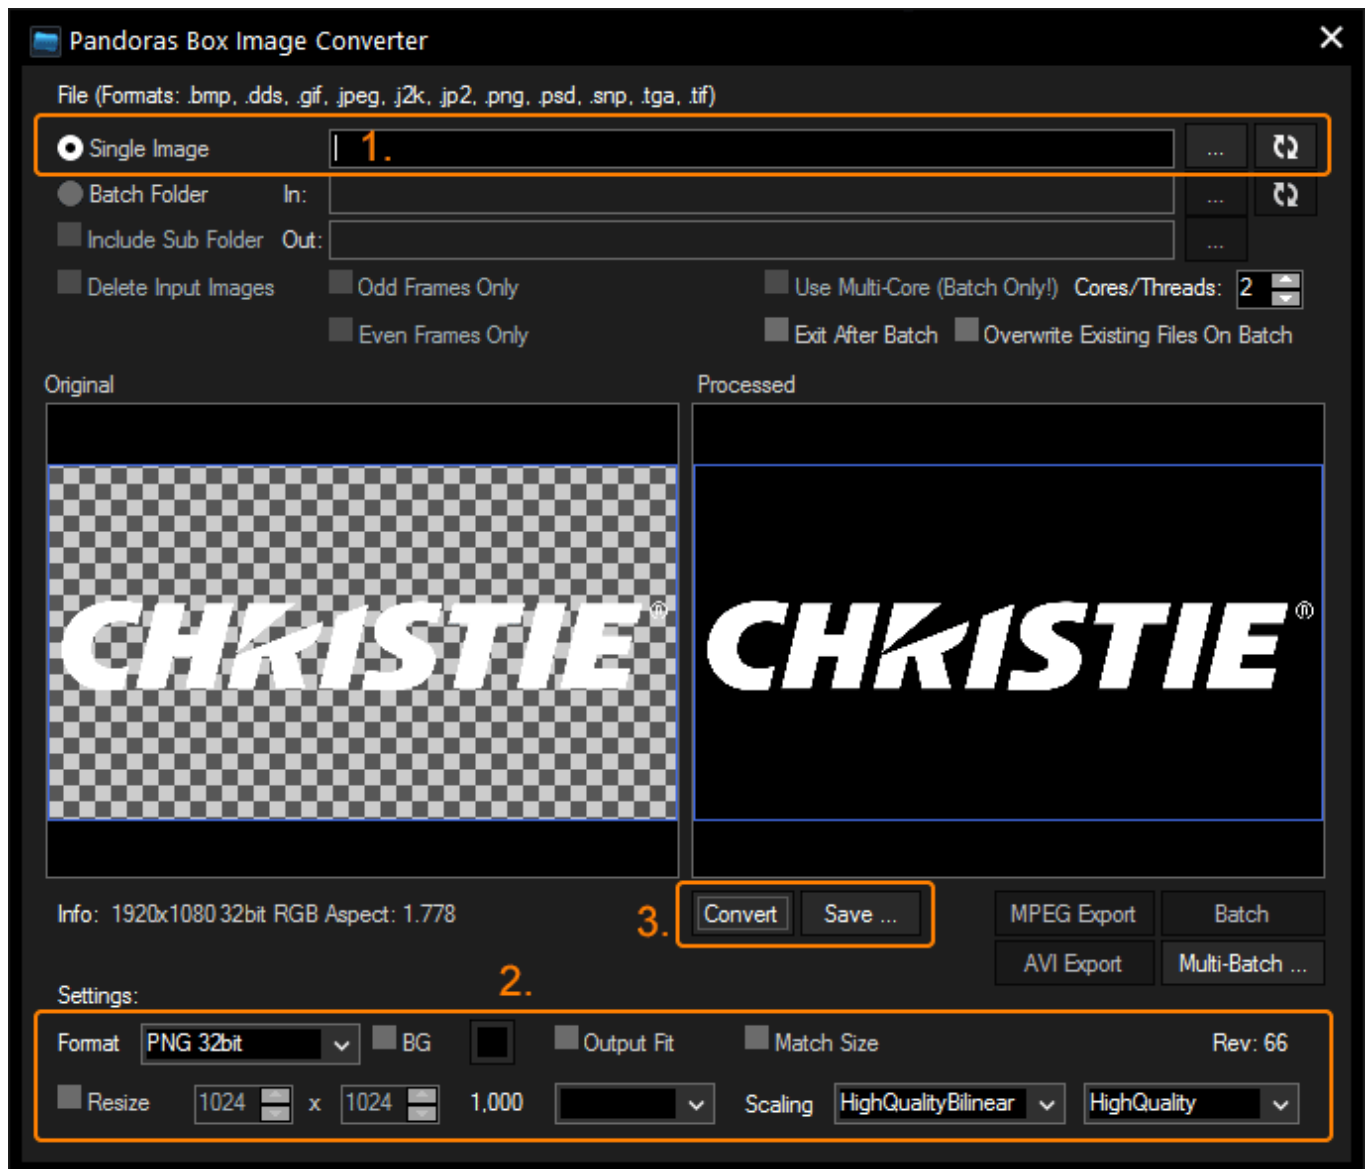 Pandoras Box Image Converter
File (Formats: .bmp, .dds, .gif, .jpeg, .j2k, .jp2, .png, .psd, .snp, .tga, .tif)
Single Image 1. ...
Batch Folder In: ...
Include Sub Folder Out: ...
Delete Input Images Odd Frames Only Use Multi-Core (Batch Only!) Cores/Threads: 2
Even Frames Only Exit After Batch Overwrite Existing Files On Batch
Original Processed
CHRISTIE® CHRISTIE®
Info: 1920x1080 32bit RGB Aspect: 1.778 3. Convert Save ... MPEG Export Batch
AVI Export Multi-Batch ...
Settings: 2.
Format PNG 32bit BG Output Fit Match Size Rev: 66
Resize 1024 x 1024 1,000 Scaling HighQualityBilinear HighQuality